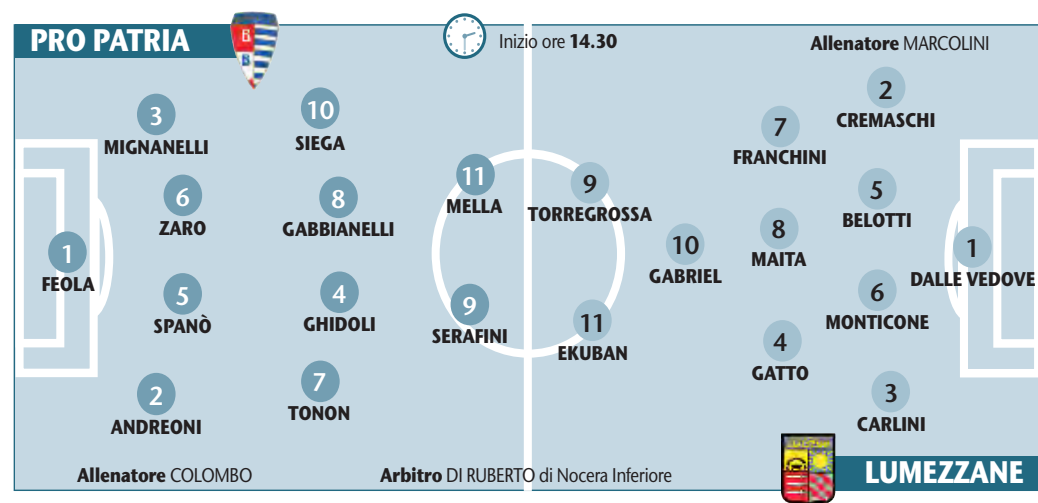 PRO PATRIA
Inizio ore 14.30
Allenatore MARCOLINI
3
MIGNANELLI
10
SIEGA
6
ZARO
8
GABBIANELLI
1
FEOLA
5
SPANÒ
4
GHIDOLI
2
ANDREONI
7
TONON
11
MELLA
9
SERAFINI
9
TORREGROSSA
11
EKUBAN
10
GABRIEL
7
FRANCHINI
8
MAITA
4
GATTO
2
CREMASCHI
5
BELOTTI
6
MONTICONE
3
CARLINI
1
DALLE VEDOVE
Allenatore COLOMBO
Arbitro DI RUBERTO di Nocera Inferiore
LUMEZZANE